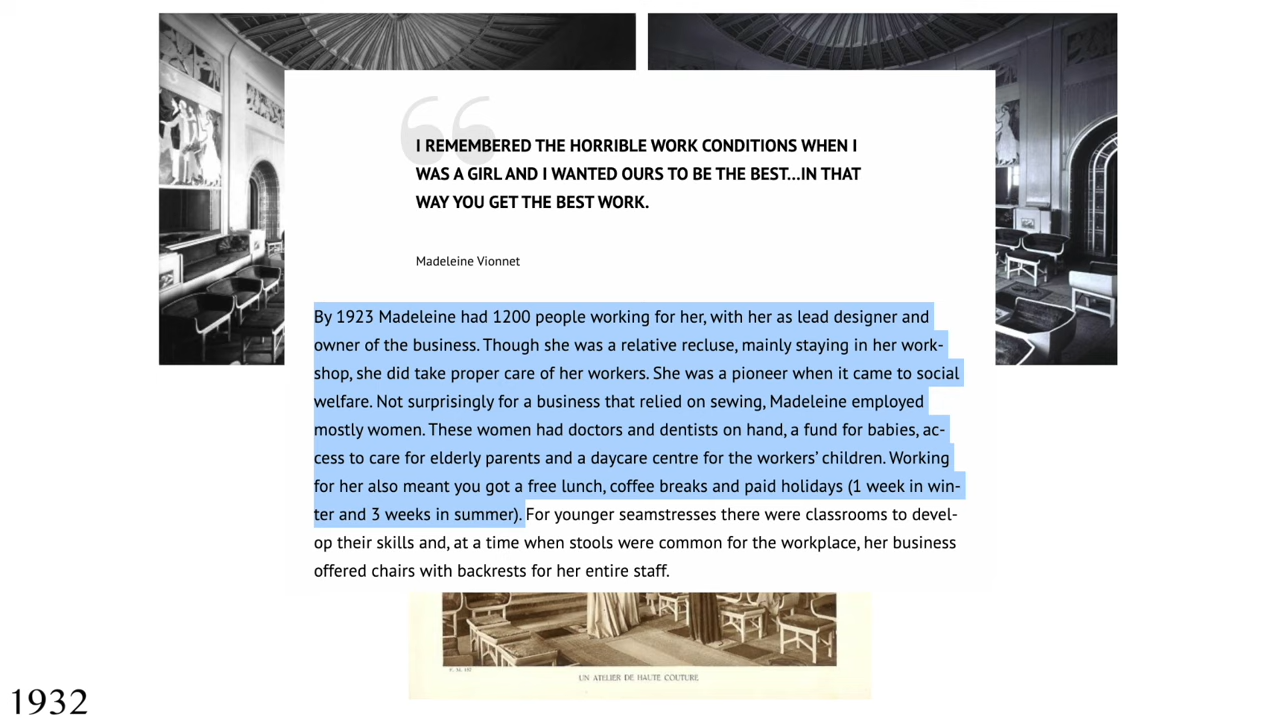 I REMEMBERED THE HORRIBLE WORK CONDITIONS WHEN I
WAS A GIRL AND I WANTED OURS TO BE THE BEST...IN THAT
WAY YOU GET THE BEST WORK.
Madeleine Vionnet
By 1923 Madeleine had 1200 people working for her, with her as lead designer and
owner of the business. Though she was a relative recluse, mainly staying in her work-
shop, she did take proper care of her workers. She was a pioneer when it came to social
welfare. Not surprisingly for a business that relied on sewing, Madeleine employed
mostly women. These women had doctors and dentists on hand, a fund for babies, ac-
cess to care for elderly parents and a daycare centre for the workers' children. Working
for her also meant you got a free lunch, coffee breaks and paid holidays (1 week in win-
ter and 3 weeks in summer). For younger seamstresses there were classrooms to devel-
op their skills and, at a time when stools were common for the workplace, her business
offered chairs with backrests for her entire staff.
UN ATELIER DE HAUTE COUTURE
1932